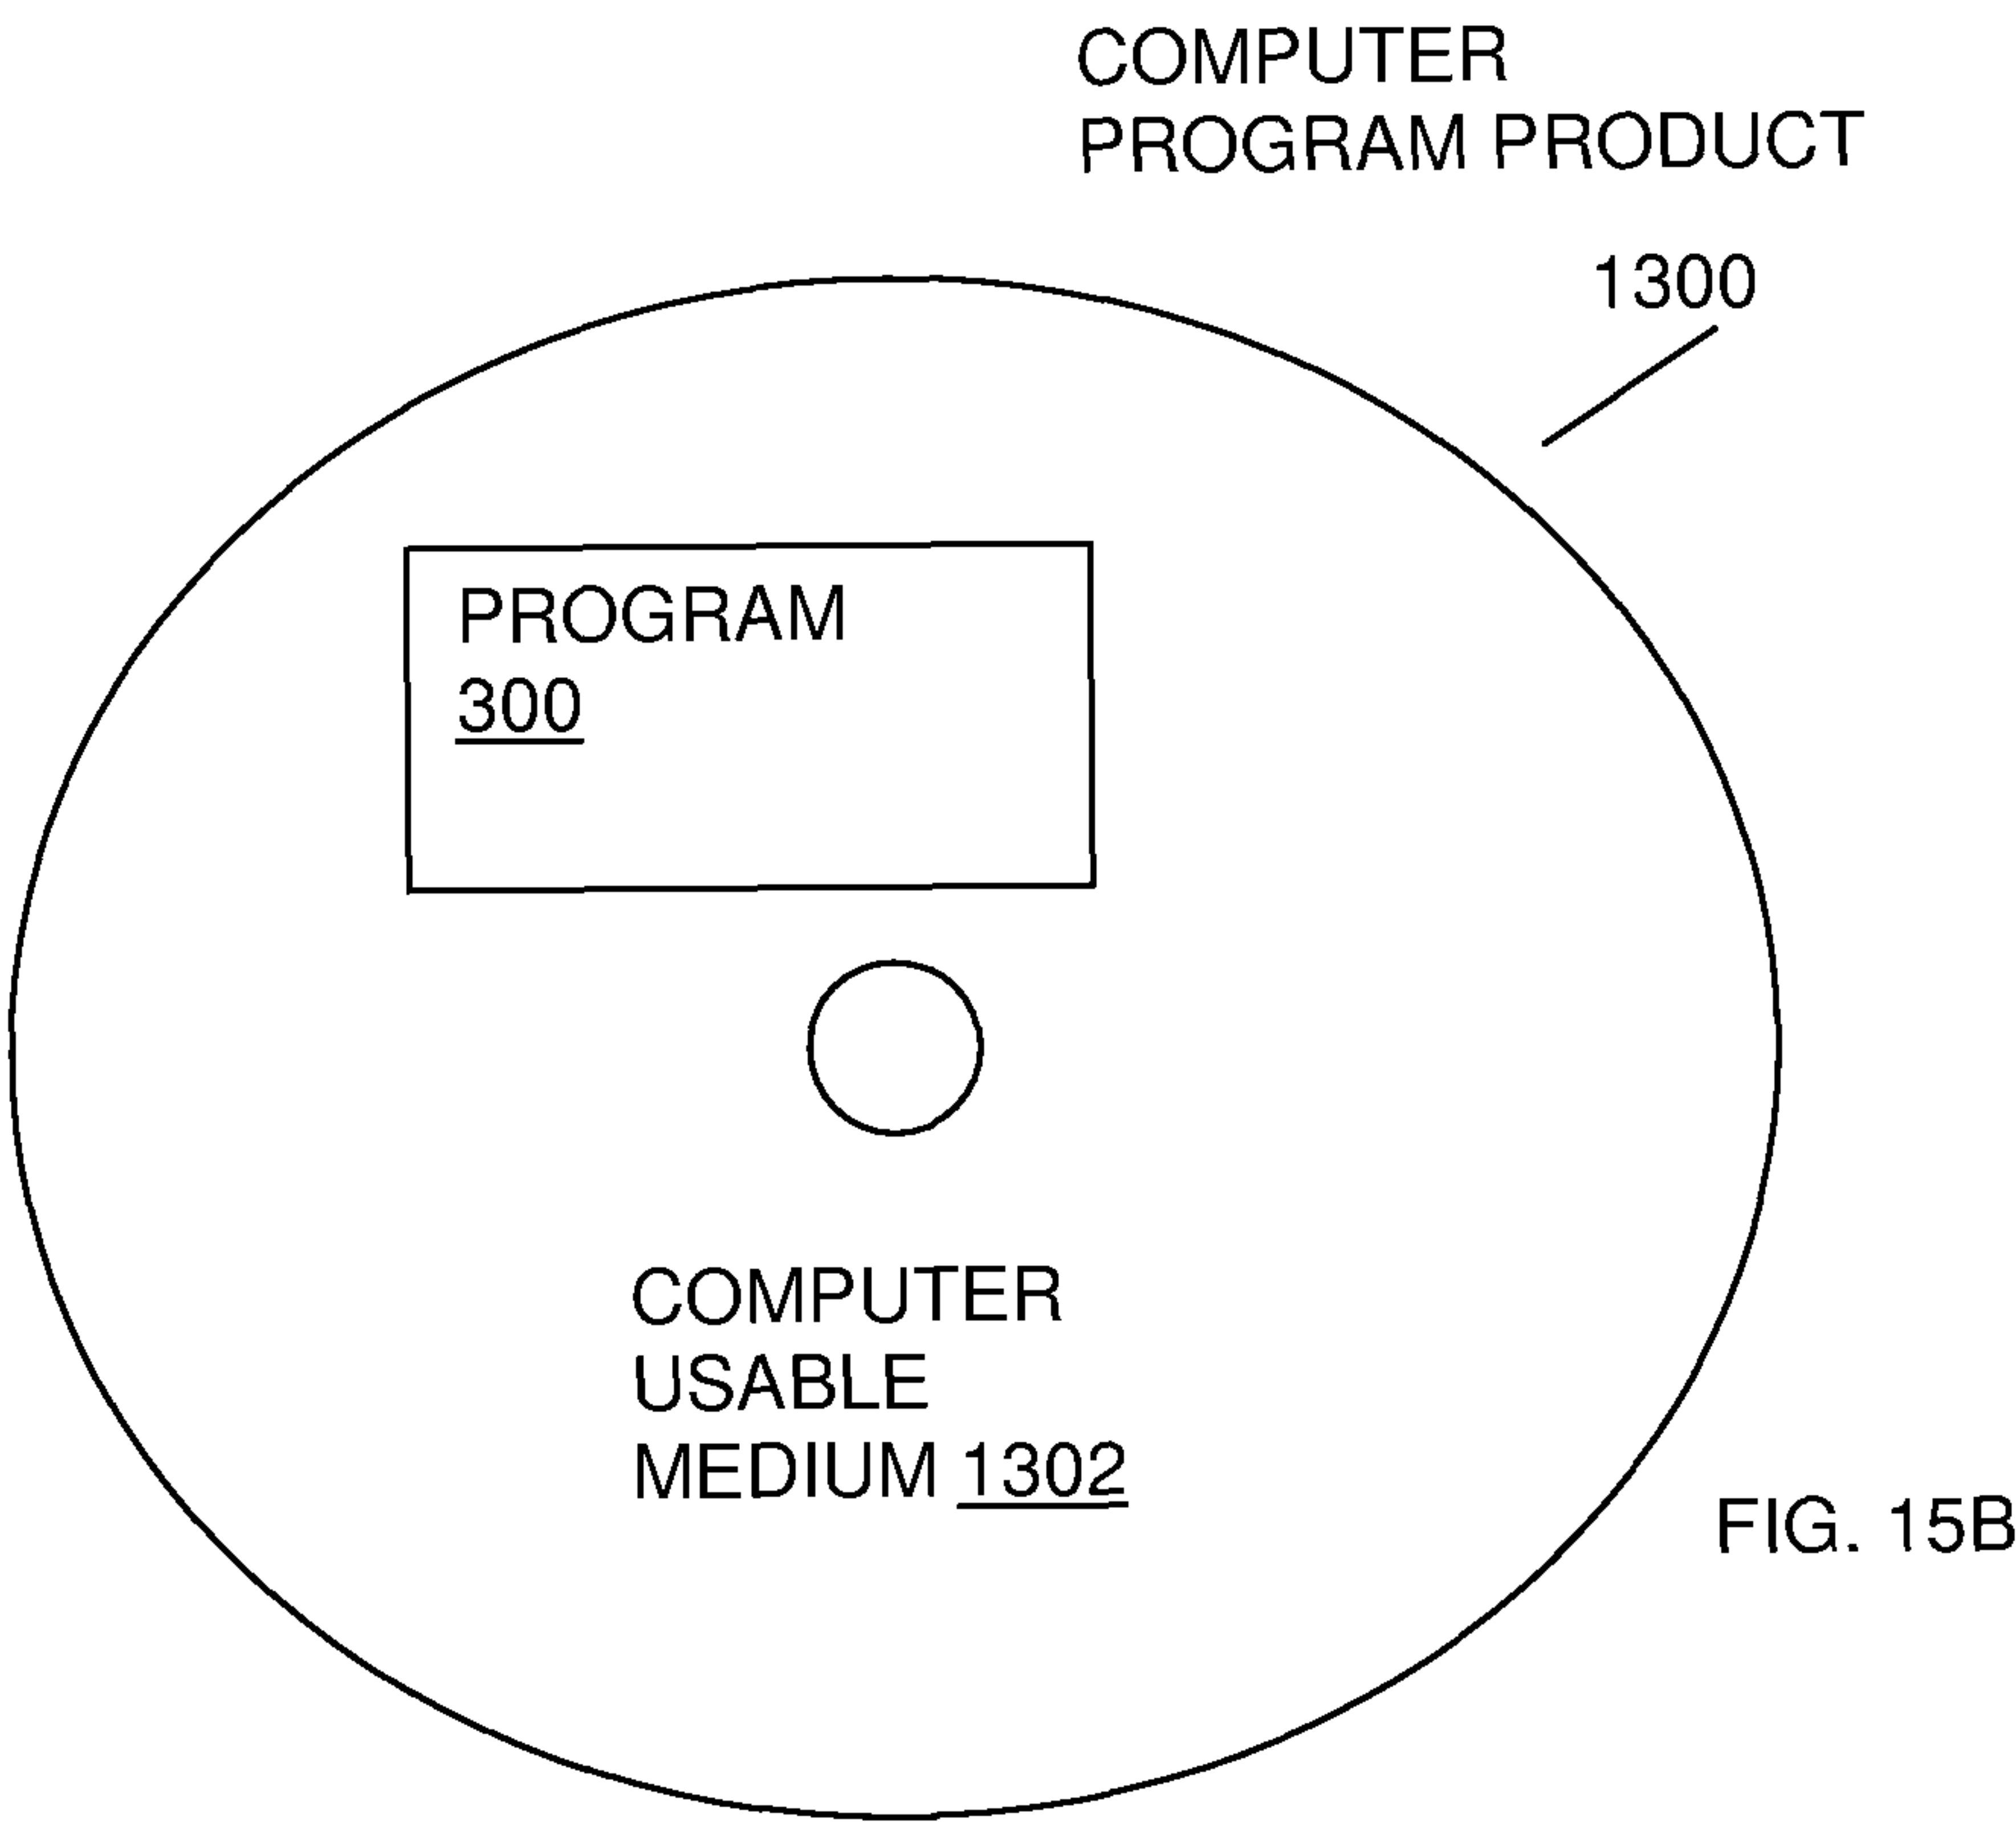 COMPUTER
PROGRAM PRODUCT
1300
PROGRAM
300
COMPUTER
USABLE
MEDIUM 1302
FIG. 15B